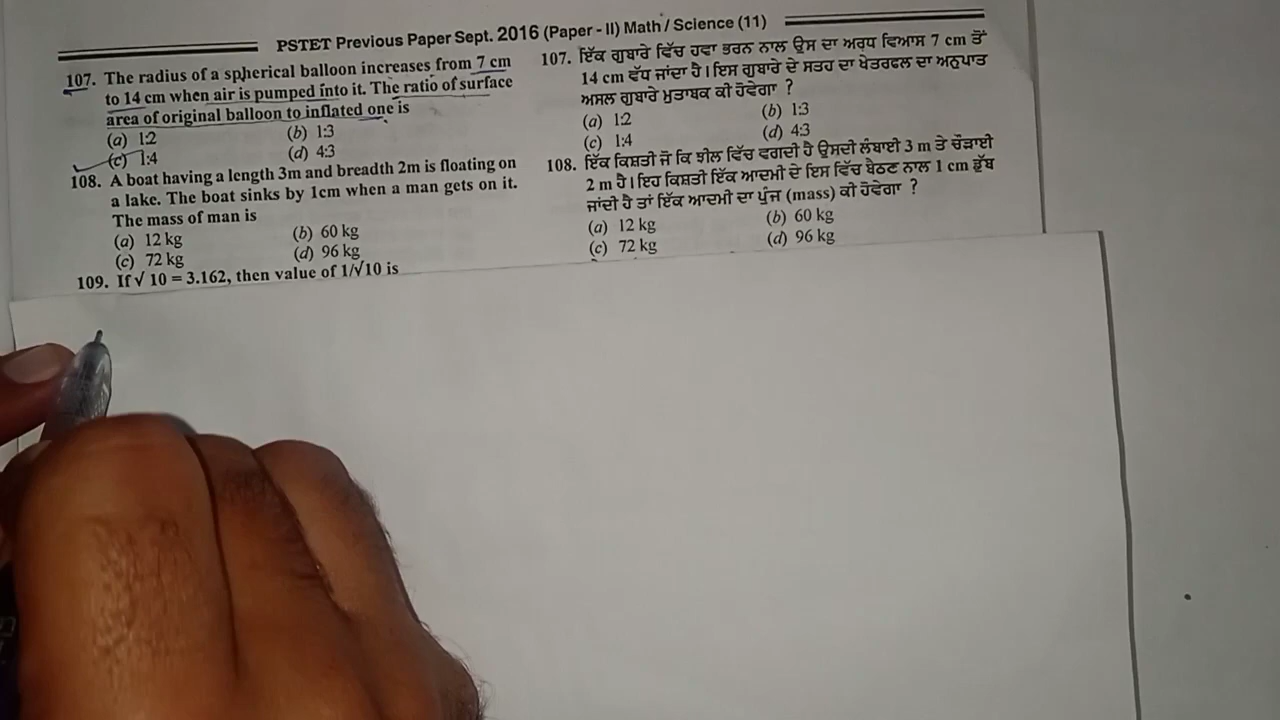 PSTET Previous Paper Sept. 2016 (Paper - II) Math / Science (11)
107. The radius of a spherical balloon increases from 7 cm
to 14 cm when air is pumped into it. The ratio of surface
area of original balloon to inflated one is
(a) 1:2 (b) 1:3
(c) 1:4 (d) 4:3
108. A boat having a length 3m and breadth 2m is floating on
a lake. The boat sinks by 1cm when a man gets on it.
The mass of man is
(a) 12 kg (b) 60 kg
(c) 72 kg (d) 96 kg
109. If √ 10 = 3.162, then value of 1/√10 is
107. ਇੱਕ ਗੁਬਾਰੇ ਵਿੱਚ ਹਵਾ ਭਰਨ ਨਾਲ ਉਸ ਦਾ ਅਰਧ ਵਿਆਸ 7 cm ਤੋਂ
14 cm ਵੱਧ ਜਾਂਦਾ ਹੈ। ਇਸ ਗੁਬਾਰੇ ਦੇ ਸਤਹ ਦਾ ਖੇਤਰਫਲ ਦਾ ਅਨੁਪਾਤ
ਅਸਲ ਗੁਬਾਰੇ ਮੁਤਾਬਕ ਕੀ ਹੋਵੇਗਾ ?
(a) 1:2 (b) 1:3
(c) 1:4 (d) 4:3
108. ਇੱਕ ਕਿਸ਼ਤੀ ਜੋ ਕਿ ਝੀਲ ਵਿੱਚ ਵਗਦੀ ਹੈ ਉਸਦੀ ਲੰਬਾਈ 3 m ਤੇ ਚੌੜਾਈ
2 m ਹੈ। ਇਹ ਕਿਸ਼ਤੀ ਇੱਕ ਆਦਮੀ ਦੇ ਇਸ ਵਿੱਚ ਬੈਠਣ ਨਾਲ 1 cm ਡੁੱਬ
ਜਾਂਦੀ ਹੈ ਤਾਂ ਇੱਕ ਆਦਮੀ ਦਾ ਪੁੰਜ (mass) ਕੀ ਹੋਵੇਗਾ ?
(a) 12 kg (b) 60 kg
(c) 72 kg (d) 96 kg